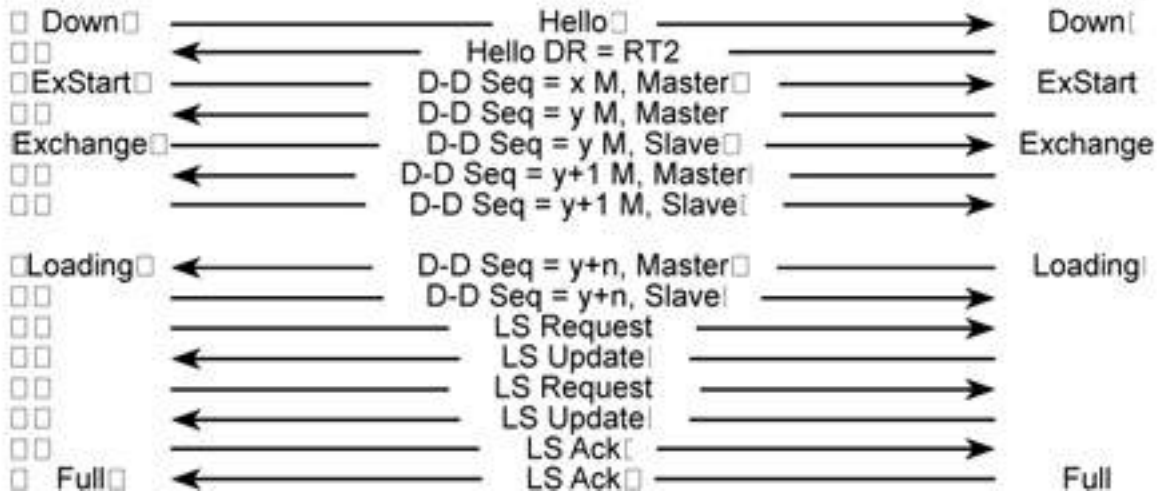 Down Hello Down
Hello DR = RT2
ExStart D-D Seq = x M, Master ExStart
D-D Seq = y M, Master
Exchange D-D Seq = y M, Slave Exchange
D-D Seq = y+1 M, Master
D-D Seq = y+1 M, Slave
Loading D-D Seq = y+n, Master Loading
D-D Seq = y+n, Slave
LS Request
LS Update
LS Request
LS Update
LS Ack
Full LS Ack Full